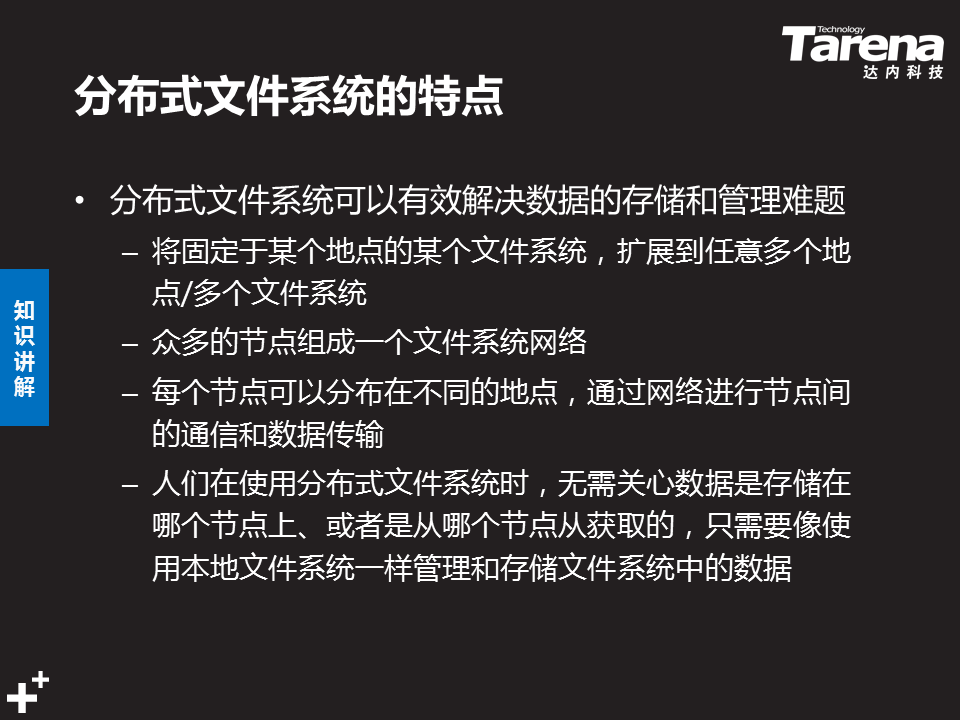 Technology
Tarena
达内科技
分布式文件系统的特点
• 分布式文件系统可以有效解决数据的存储和管理难题
– 将固定于某个地点的某个文件系统，扩展到任意多个地
点/多个文件系统
– 众多的节点组成一个文件系统网络
– 每个节点可以分布在不同的地点，通过网络进行节点间
的通信和数据传输
– 人们在使用分布式文件系统时，无需关心数据是存储在
哪个节点上、或者是从哪个节点从获取的，只需要像使
用本地文件系统一样管理和存储文件系统中的数据
知
识
讲
解